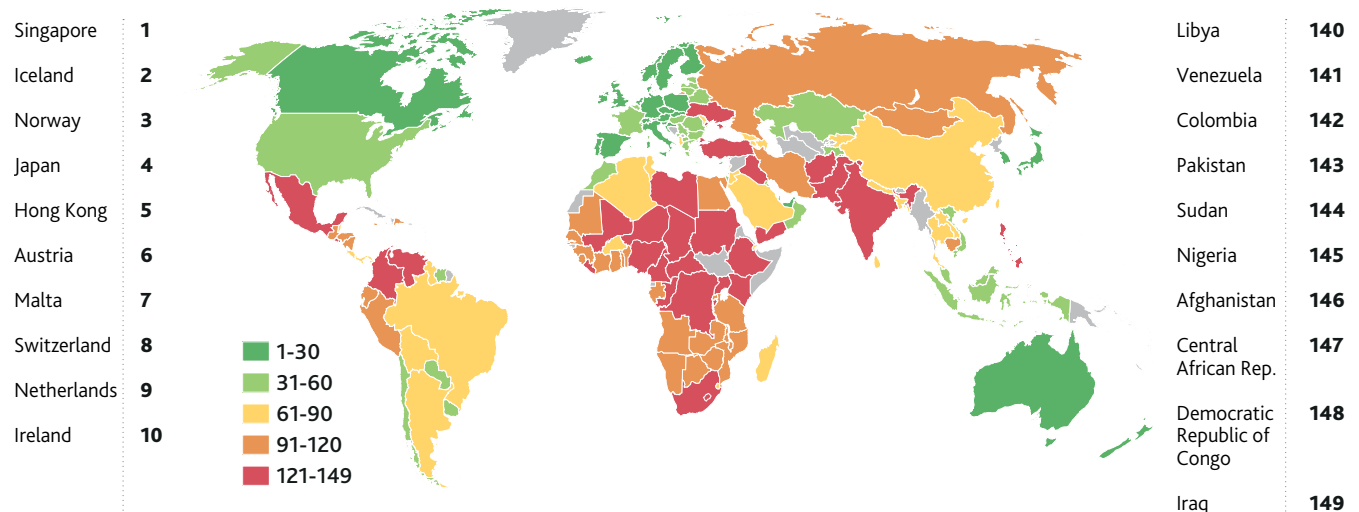 Singapore 1
Iceland 2
Norway 3
Japan 4
Hong Kong 5
Austria 6
Malta 7
Switzerland 8
Netherlands 9
Ireland 10
1-30
31-60
61-90
91-120
121-149
Libya 140
Venezuela 141
Colombia 142
Pakistan 143
Sudan 144
Nigeria 145
Afghanistan 146
Central 147
African Rep.
Democratic 148
Republic of
Congo
Iraq 149